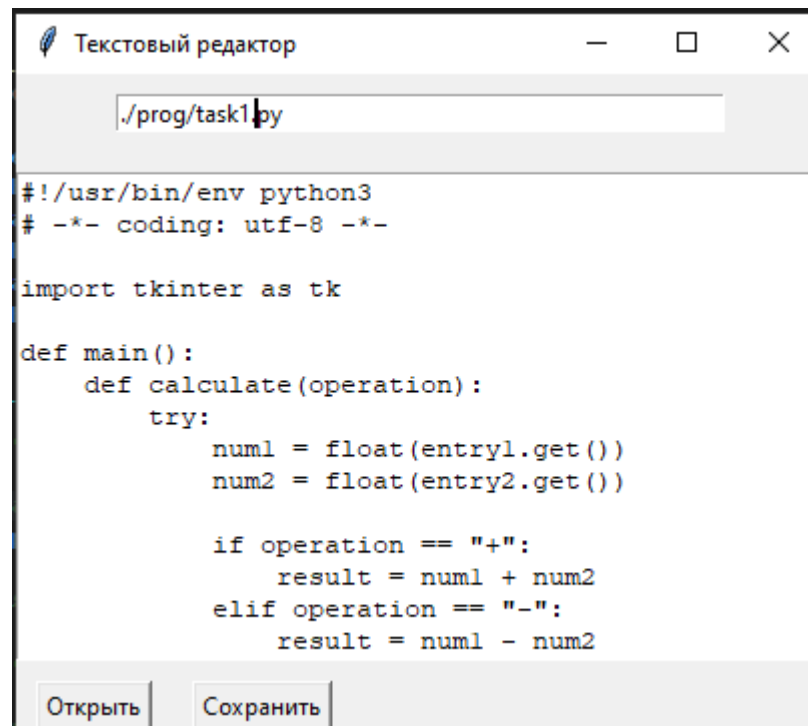 Текстовый редактор
./prog/task1.py
#!/usr/bin/env python3
# -*- coding: utf-8 -*-

import tkinter as tk

def main():
    def calculate(operation):
        try:
            num1 = float(entry1.get())
            num2 = float(entry2.get())

            if operation == "+":
                result = num1 + num2
            elif operation == "-":
                result = num1 - num2
Открыть Сохранить